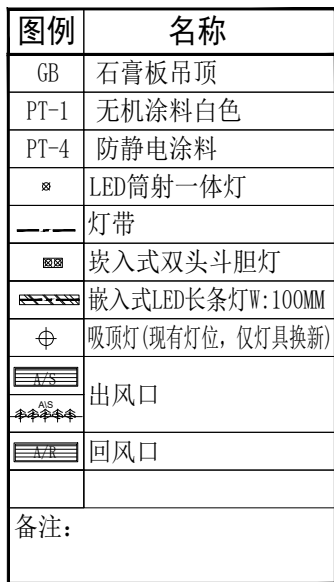 图例 名称
GB 石膏板吊顶
PT-1 无机涂料白色
PT-4 防静电涂料
LED筒射一体灯
灯带
崁入式双头斗胆灯
嵌入式LED长条灯W:100MM
吸顶灯(现有灯位，仅灯具换新)
A/S
A\S
出风口
A/R 回风口
备注：